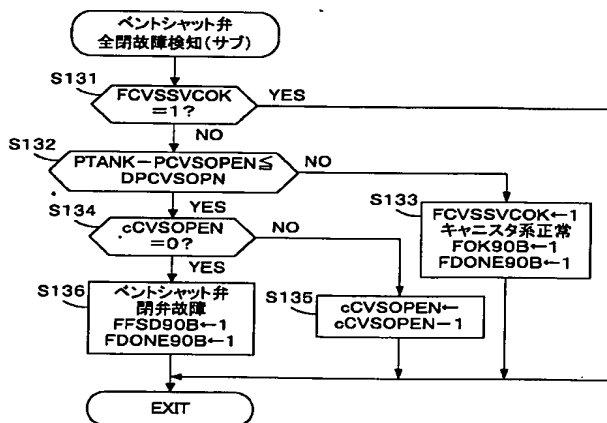 ベントシャット弁
全閉故障検知(サブ)
S131
FCVSSVCOK
=1?
YES
NO
S132
PTANK−PCVSOPEN≦
DPCVSOPN
NO
YES
S133
FCVSSVCOK←1
キャニスタ系正常
FOK90B←1
FDONE90B←1
S134
cCVSOPEN
=0?
NO
YES
S135
cCVSOPEN←
cCVSOPEN−1
S136
ベントシャット弁
閉弁故障
FFSD90B←1
FDONE90B←1
EXIT